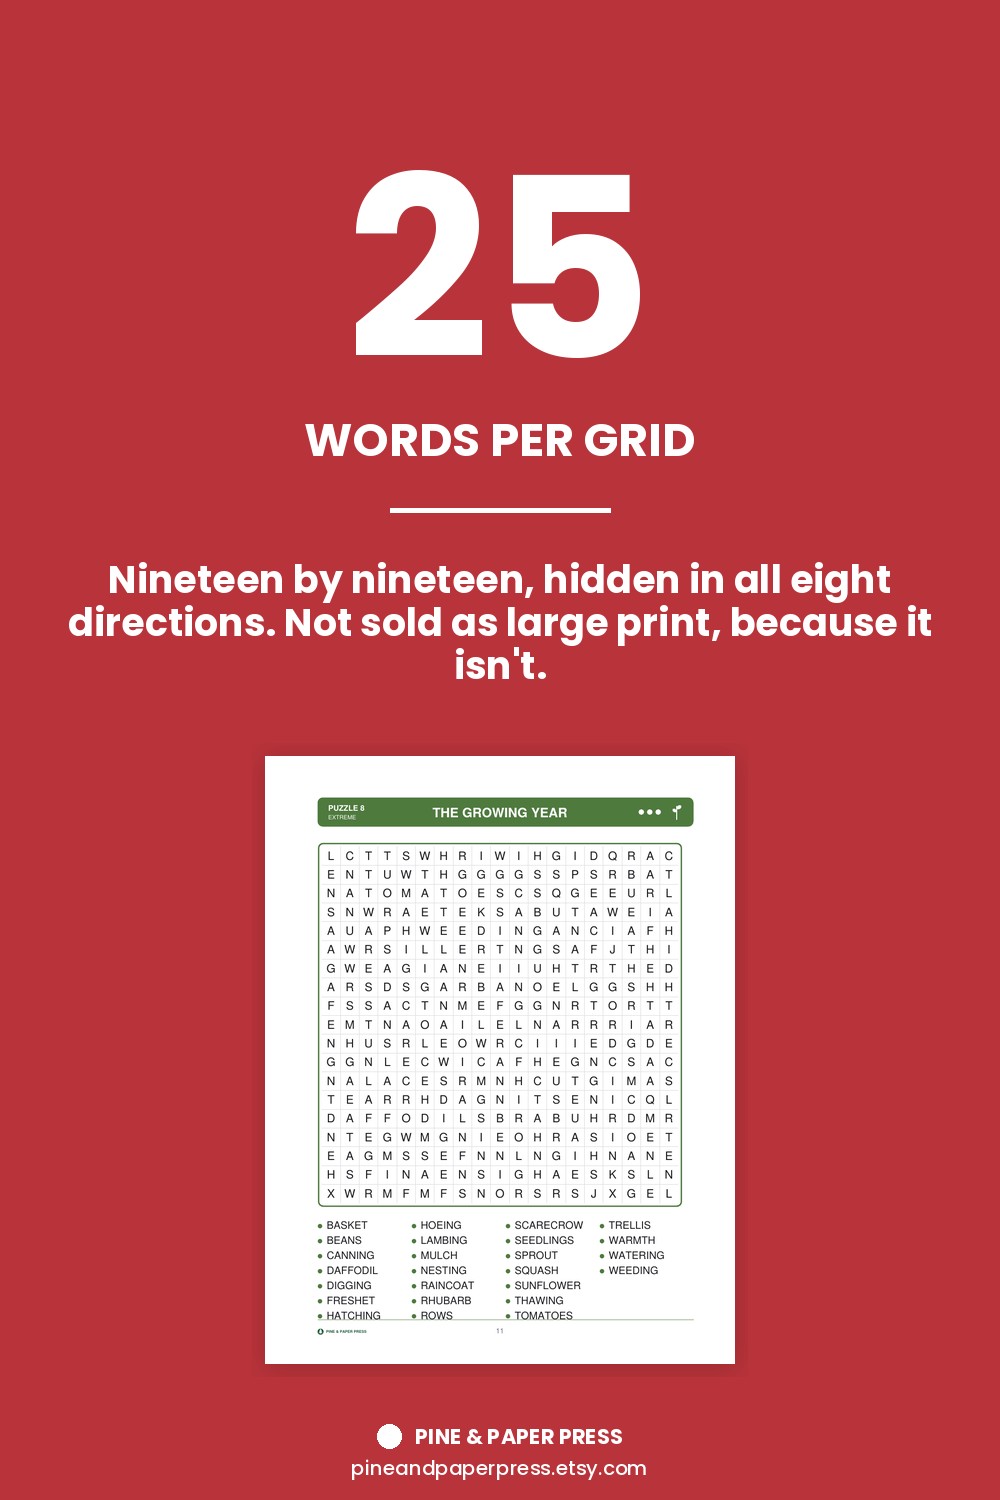 25
WORDS PER GRID
Nineteen by nineteen, hidden in all eight
directions. Not sold as large print, because it
isn't.
PUZZLE 8
EXTREME
THE GROWING YEAR
L C T T S W H R I W I H G I D Q R A C
E N T U W T H G G G G S S P S R B A T
N A T O M A T O E S C S Q G E E U R L
S N W R A E T E K S A B U T A W E I A
A U A P H W E E D I N G A N C I A F H
A W R S I L L E R T N G S A F J T H I
G W E A G I A N E I I U H T R T H E D
A R S D S G A R B A N O E L G G S H H
F S S A C T N M E F G G N R T O R T T
E M T N A O A I L E L N A R R R I A R
N H U S R L E O W R C I I I E D G D E
G G N L E C W I C A F H E G N C S A C
N A L A C E S R M N H C U T G I M A S
T E A R R H D A G N I T S E N I C Q L
D A F F O D I L S B R A B U H R D M R
N T E G W M G N I E O H R A S I O E T
E A G M S S E F N N L N G I H N A N E
H S F I N A E N S I G H A E S K S L N
X W R M F M F S N O R S R S J X G E L
BASKET HOEING SCARECROW TRELLIS
BEANS LAMBING SEEDLINGS WARMTH
CANNING MULCH SPROUT WATERING
DAFFODIL NESTING SQUASH WEEDING
DIGGING RAINCOAT SUNFLOWER
FRESHET RHUBARB THAWING
HATCHING ROWS TOMATOES
PINE & PAPER PRESS 11
PINE & PAPER PRESS
pineandpaperpress.etsy.com